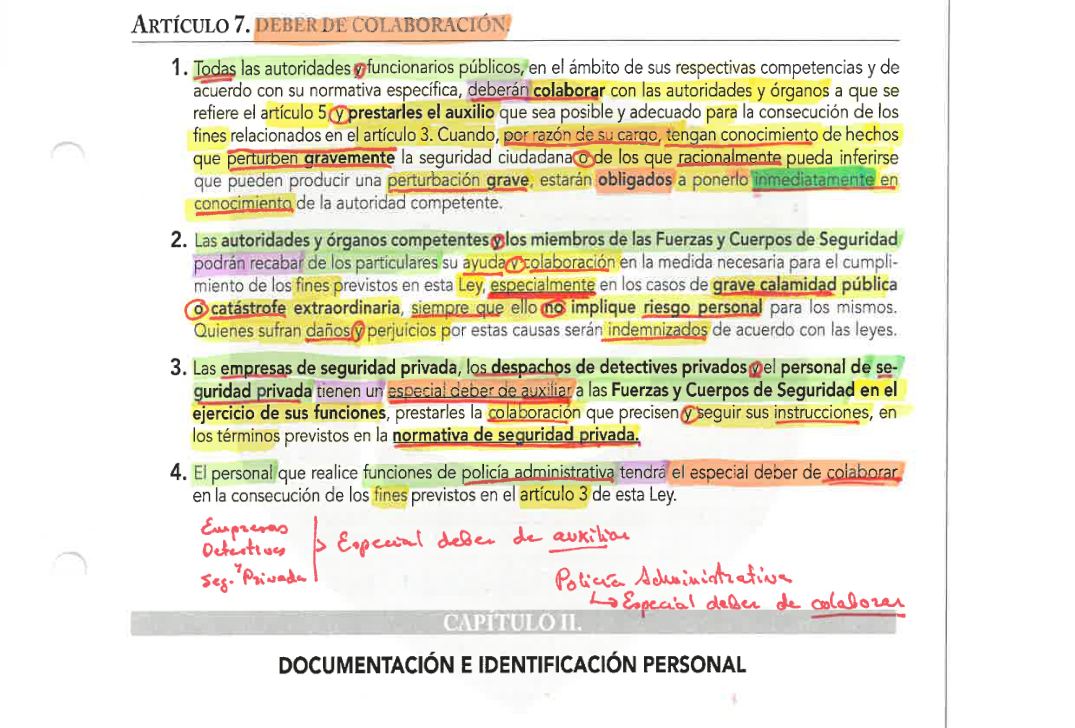 ARTÍCULO 7. DEBER DE COLABORACIÓN
1. Todas las autoridades y funcionarios públicos, en el ámbito de sus respectivas competencias y de
acuerdo con su normativa específica, deberán colaborar con las autoridades y órganos a que se
refiere el artículo 5 y prestarles el auxilio que sea posible y adecuado para la consecución de los
fines relacionados en el artículo 3. Cuando, por razón de su cargo, tengan conocimiento de hechos
que perturben gravemente la seguridad ciudadana o de los que racionalmente pueda inferirse
que pueden producir una perturbación grave, estarán obligados a ponerlo inmediatamente en
conocimiento de la autoridad competente.
2. Las autoridades y órganos competentes y los miembros de las Fuerzas y Cuerpos de Seguridad
podrán recabar de los particulares su ayuda y colaboración en la medida necesaria para el cumpli-
miento de los fines previstos en esta Ley, especialmente en los casos de grave calamidad pública
o catástrofe extraordinaria, siempre que ello no implique riesgo personal para los mismos.
Quienes sufran daños y perjuicios por estas causas serán indemnizados de acuerdo con las leyes.
3. Las empresas de seguridad privada, los despachos de detectives privados y el personal de se-
guridad privada tienen un especial deber de auxiliar a las Fuerzas y Cuerpos de Seguridad en el
ejercicio de sus funciones, prestarles la colaboración que precisen y seguir sus instrucciones, en
los términos previstos en la normativa de seguridad privada.
4. El personal que realice funciones de policía administrativa tendrá el especial deber de colaborar
en la consecución de los fines previstos en el artículo 3 de esta Ley.
Empresas
Detectives
y
Seg. Privada
Especial deber de auxiliar
Policía Administrativa
Especial deber de colaborar
CAPÍTULO II.
DOCUMENTACIÓN E IDENTIFICACIÓN PERSONAL